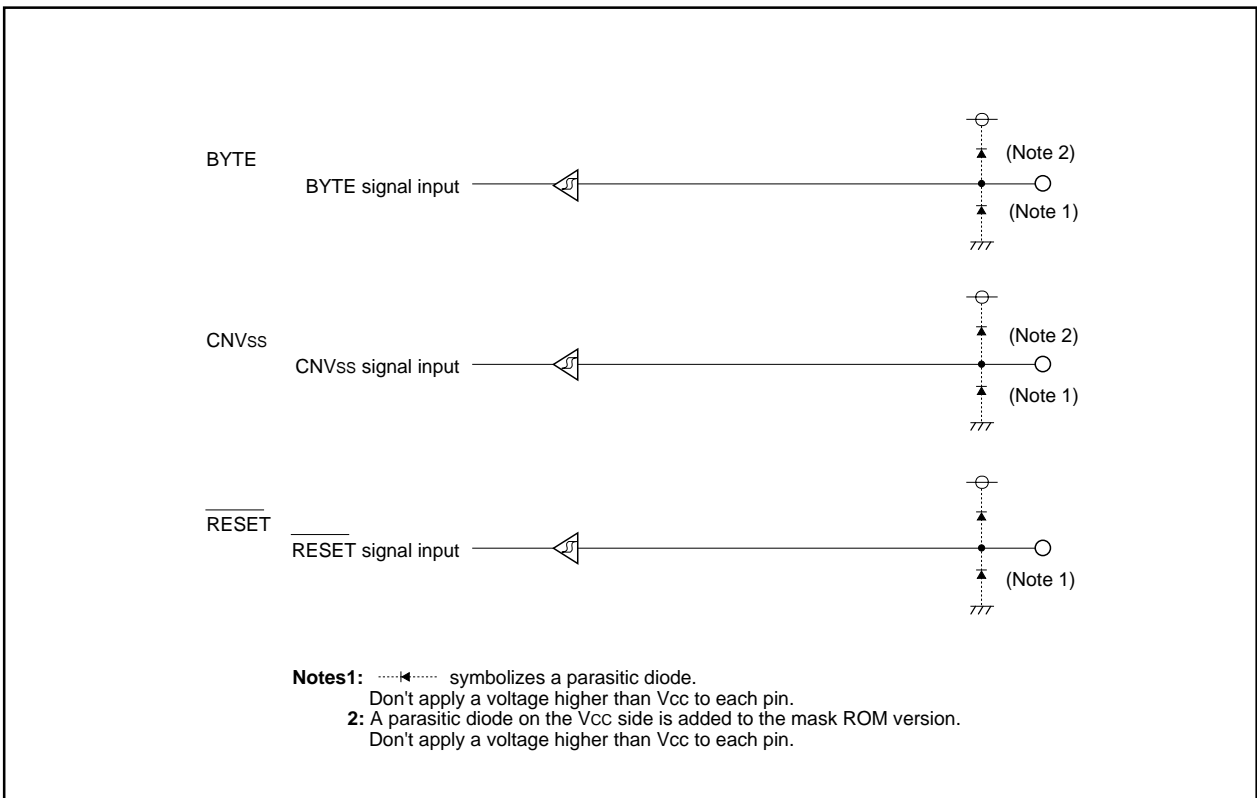 BYTE
BYTE signal input
(Note 2)
(Note 1)
CNVss
CNVss signal input
(Note 2)
(Note 1)
RESET
RESET signal input
(Note 1)
Notes1: symbolizes a parasitic diode.
Don't apply a voltage higher than Vcc to each pin.
2: A parasitic diode on the VCC side is added to the mask ROM version.
Don't apply a voltage higher than Vcc to each pin.